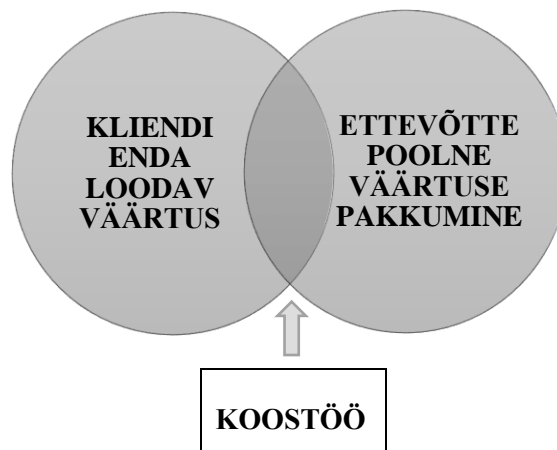 KLIENDI
ENDA
LOODAV
VÄÄRTUS
ETTEVÕTTE
POOLNE
VÄÄRTUSE
PAKKUMINE
KOOSTÖÖ